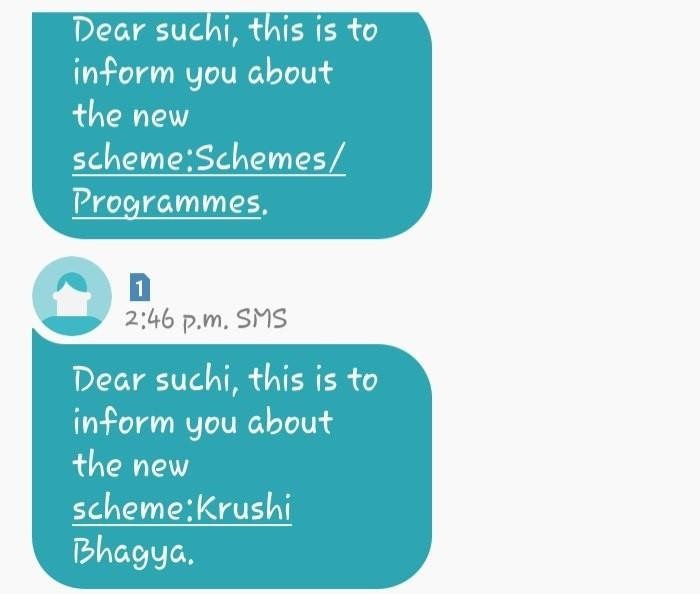 Dear suchi, this is to
inform you about
the new
scheme:Schemes/
Programmes.
1
2:46 p.m. SMS
Dear suchi, this is to
inform you about
the new
scheme:Krushi
Bhagya.